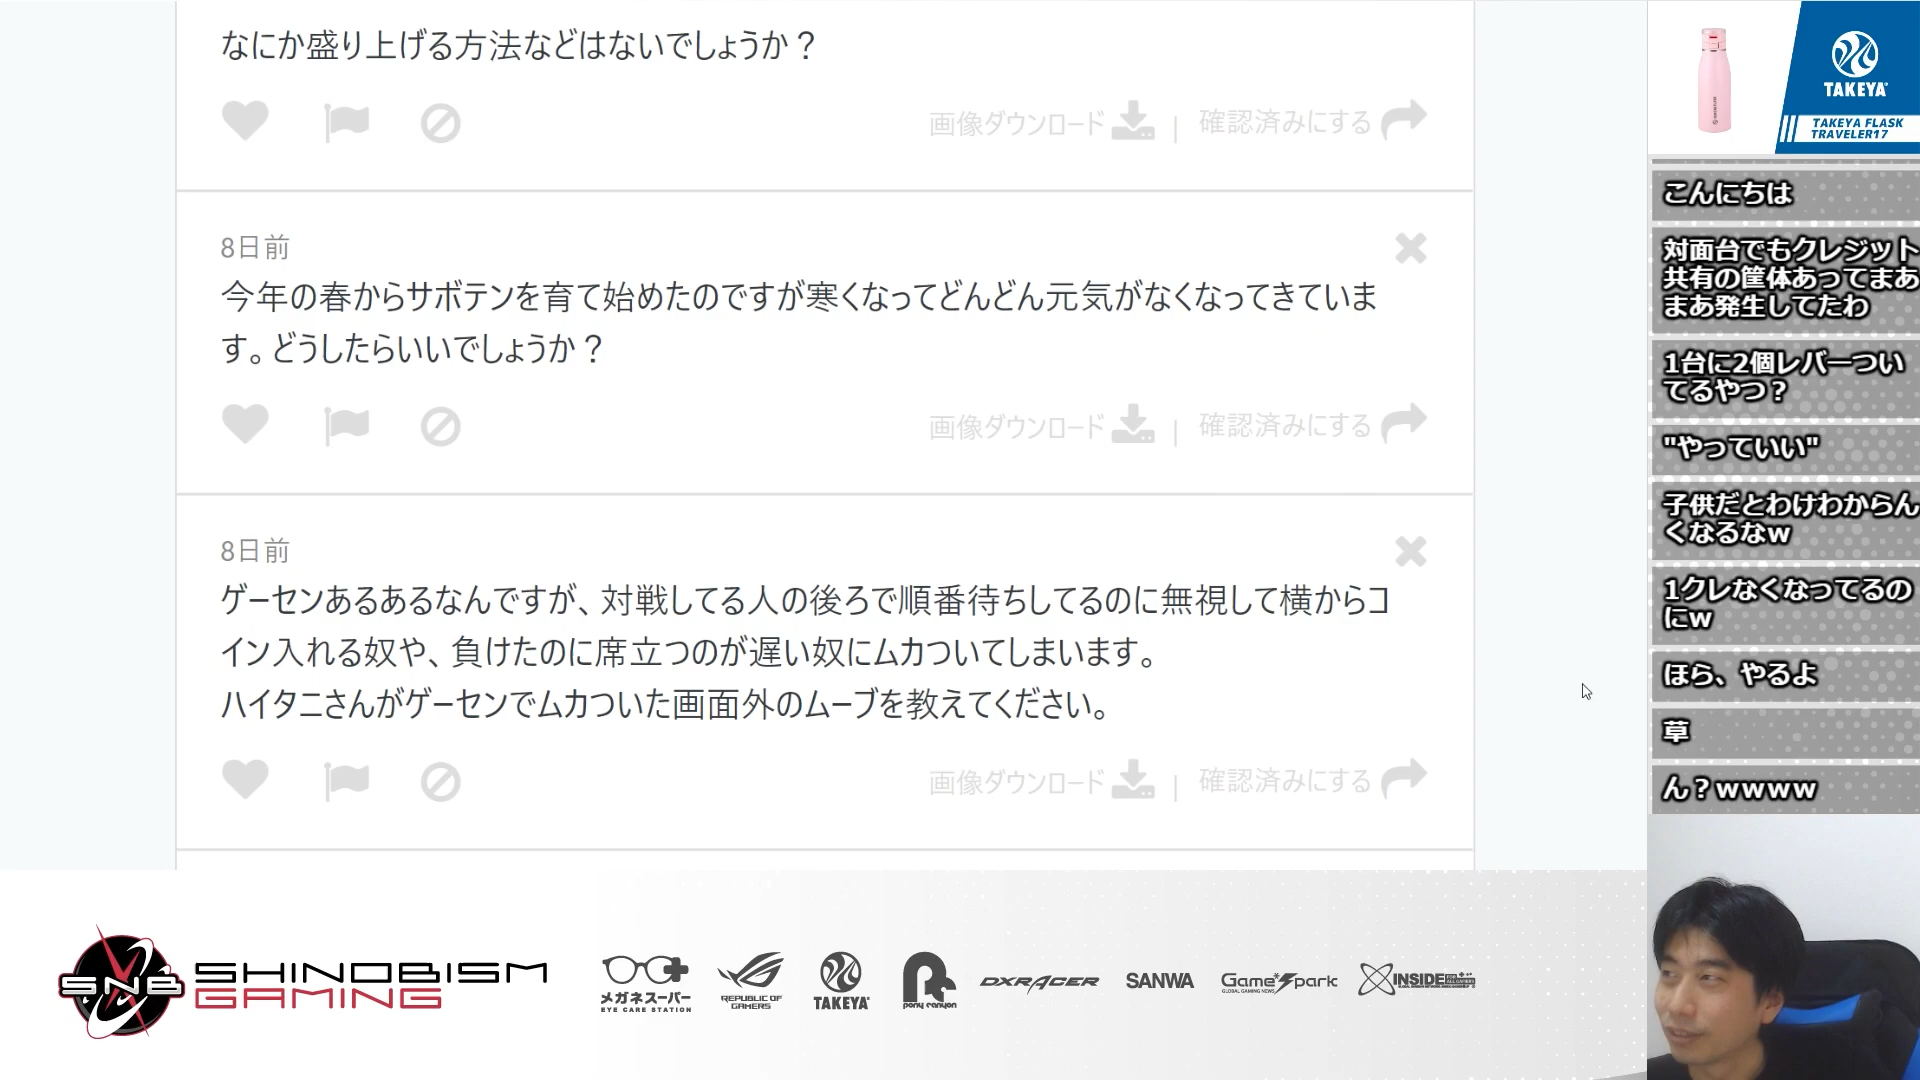 なにか盛り上げる方法などはないでしょうか？
画像ダウンロード | 確認済みにする
8日前
今年の春からサボテンを育て始めたのですが寒くなってどんどん元気がなくなってきていま
す。どうしたらいいでしょうか？
画像ダウンロード | 確認済みにする
8日前
ゲーセンあるあるなんですが、対戦してる人の後ろで順番待ちしてるのに無視して横からコ
イン入れる奴や、負けたのに席立つのが遅い奴にムカついてしまいます。
ハイタニさんがゲーセンでムカついた画面外のムーブを教えてください。
画像ダウンロード | 確認済みにする
TAKEYA
TAKEYA FLASK
TRAVELER17
こんにちは
対面台でもクレジット
共有の筐体あってまあ
まあ発生してたわ
1台に2個レバーつい
てるやつ？
"やっていい"
子供だとわけわからん
くなるなw
1クレなくなってるの
にw
ほら、やるよ
草
ん？wwww
SNB
SHINOBISM
GAMING
メガネスーパー
EYE CARE STATION
REPUBLIC OF
GAMERS
TAKEYA
pony canyon
DXRACER
SANWA
Game*Spark
GLOBAL GAMING NEWS
INSIDE